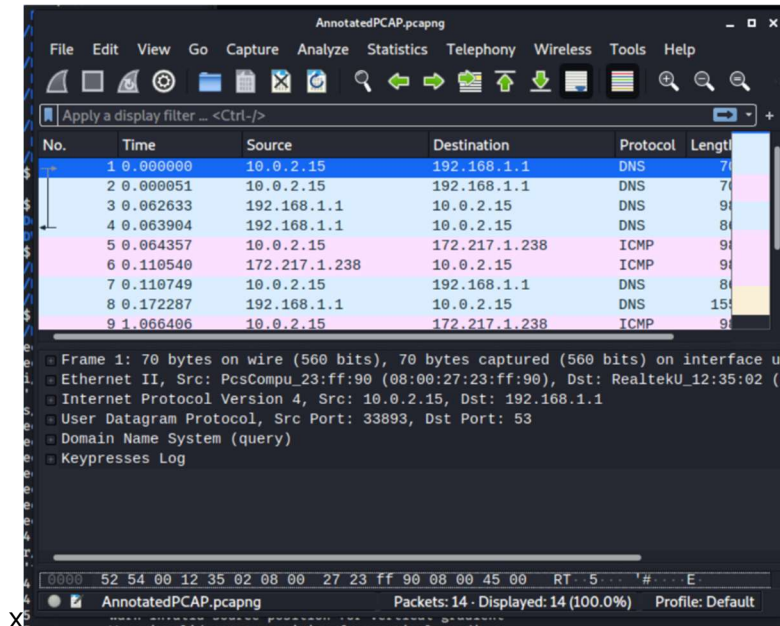 AnnotatedPCAP.pcapng
File Edit View Go Capture Analyze Statistics Telephony Wireless Tools Help
Apply a display filter ... <Ctrl-/>
No. Time Source Destination Protocol Lengtl
1 0.000000 10.0.2.15 192.168.1.1 DNS
2 0.000051 10.0.2.15 192.168.1.1 DNS
3 0.062633 192.168.1.1 10.0.2.15 DNS
4 0.063904 192.168.1.1 10.0.2.15 DNS
5 0.064357 10.0.2.15 172.217.1.238 ICMP
6 0.110540 172.217.1.238 10.0.2.15 ICMP
7 0.110749 10.0.2.15 192.168.1.1 DNS
8 0.172287 192.168.1.1 10.0.2.15 DNS
9 1.066406 10.0.2.15 172.217.1.238 ICMP
Frame 1: 70 bytes on wire (560 bits), 70 bytes captured (560 bits) on interface u
Ethernet II, Src: PcsCompu_23:ff:90 (08:00:27:23:ff:90), Dst: RealtekU_12:35:02 (
Internet Protocol Version 4, Src: 10.0.2.15, Dst: 192.168.1.1
User Datagram Protocol, Src Port: 33893, Dst Port: 53
Domain Name System (query)
Keypresses Log
0000 52 54 00 12 35 02 08 00 27 23 ff 90 08 00 45 00 RT··5··· '#····E·
AnnotatedPCAP.pcapng Packets: 14 · Displayed: 14 (100.0%) Profile: Default
x